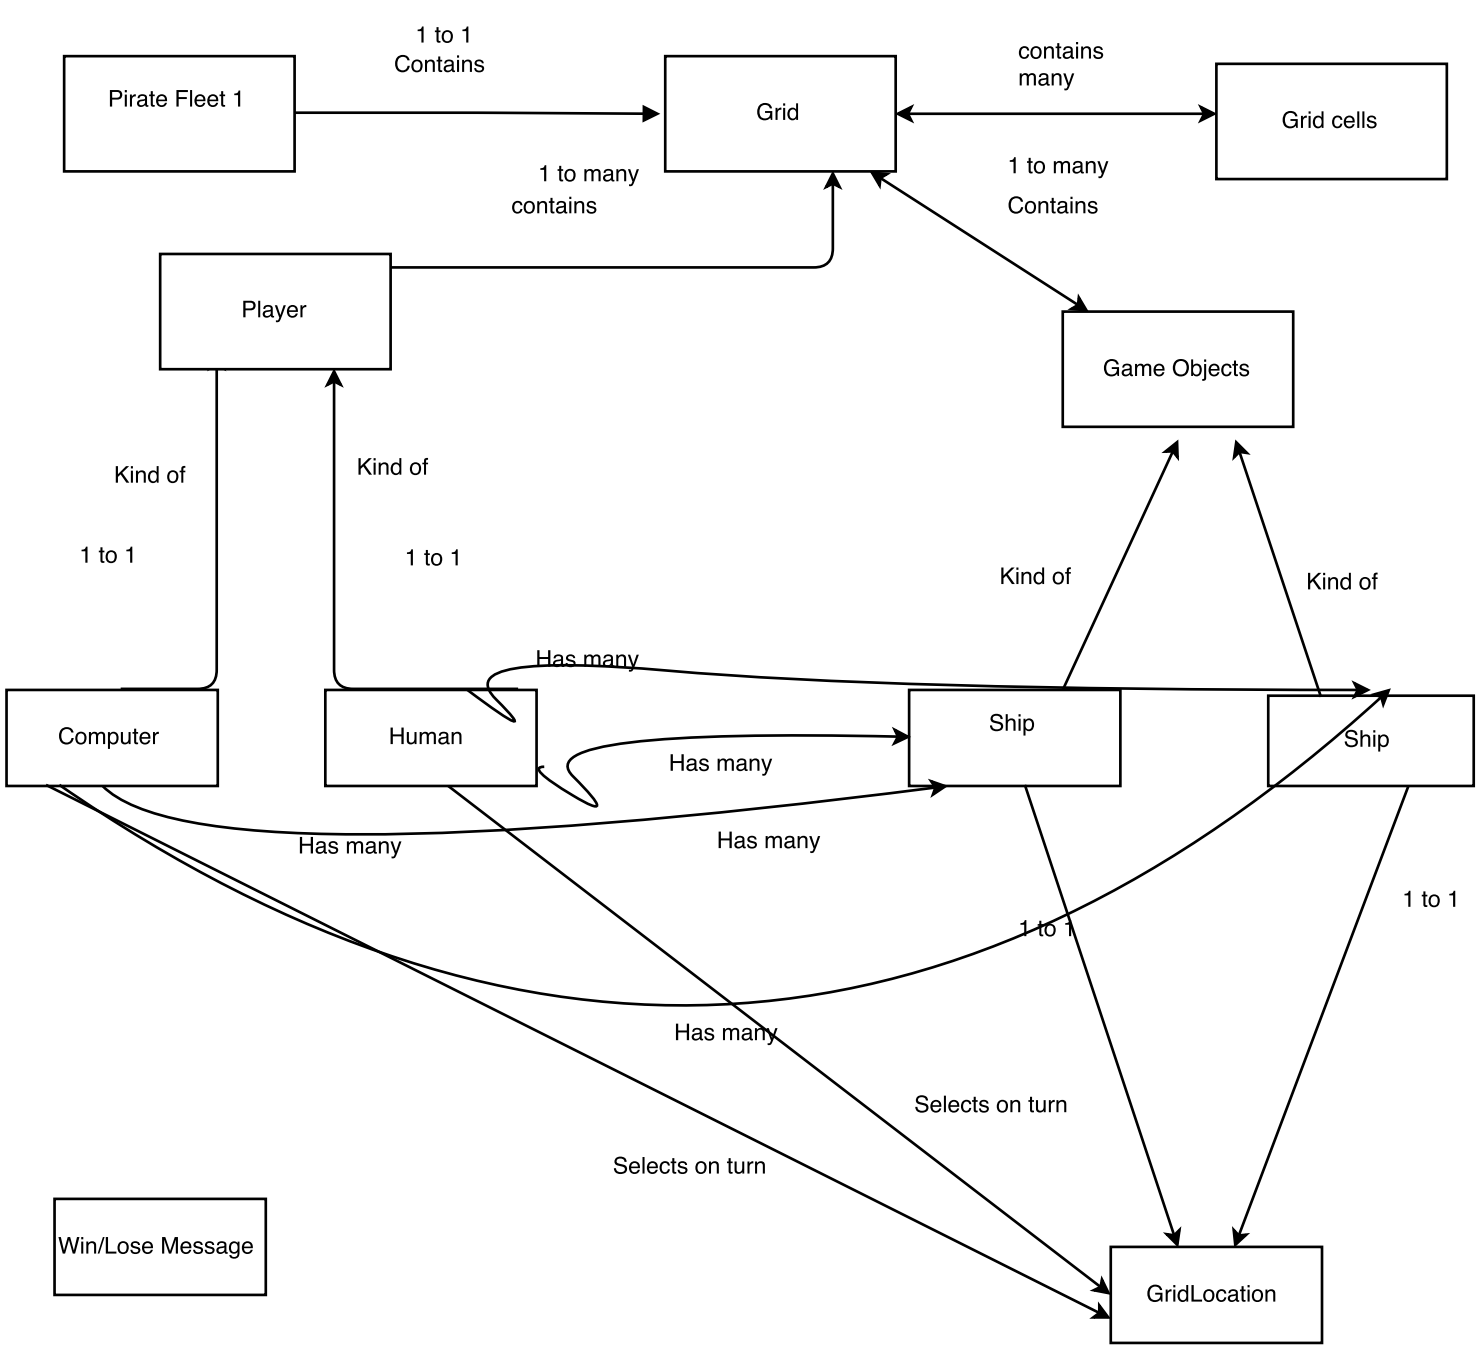 1 to 1
Contains
contains
many
Pirate Fleet 1
Grid
Grid cells
1 to many
contains
1 to many
Contains
Player
Game Objects
Kind of
Kind of
1 to 1
1 to 1
Kind of
Kind of
Has many
Computer
Human
Ship
Ship
Has many
Has many
Has many
1 to 1
1 to 1
Has many
Selects on turn
Selects on turn
Win/Lose Message
GridLocation